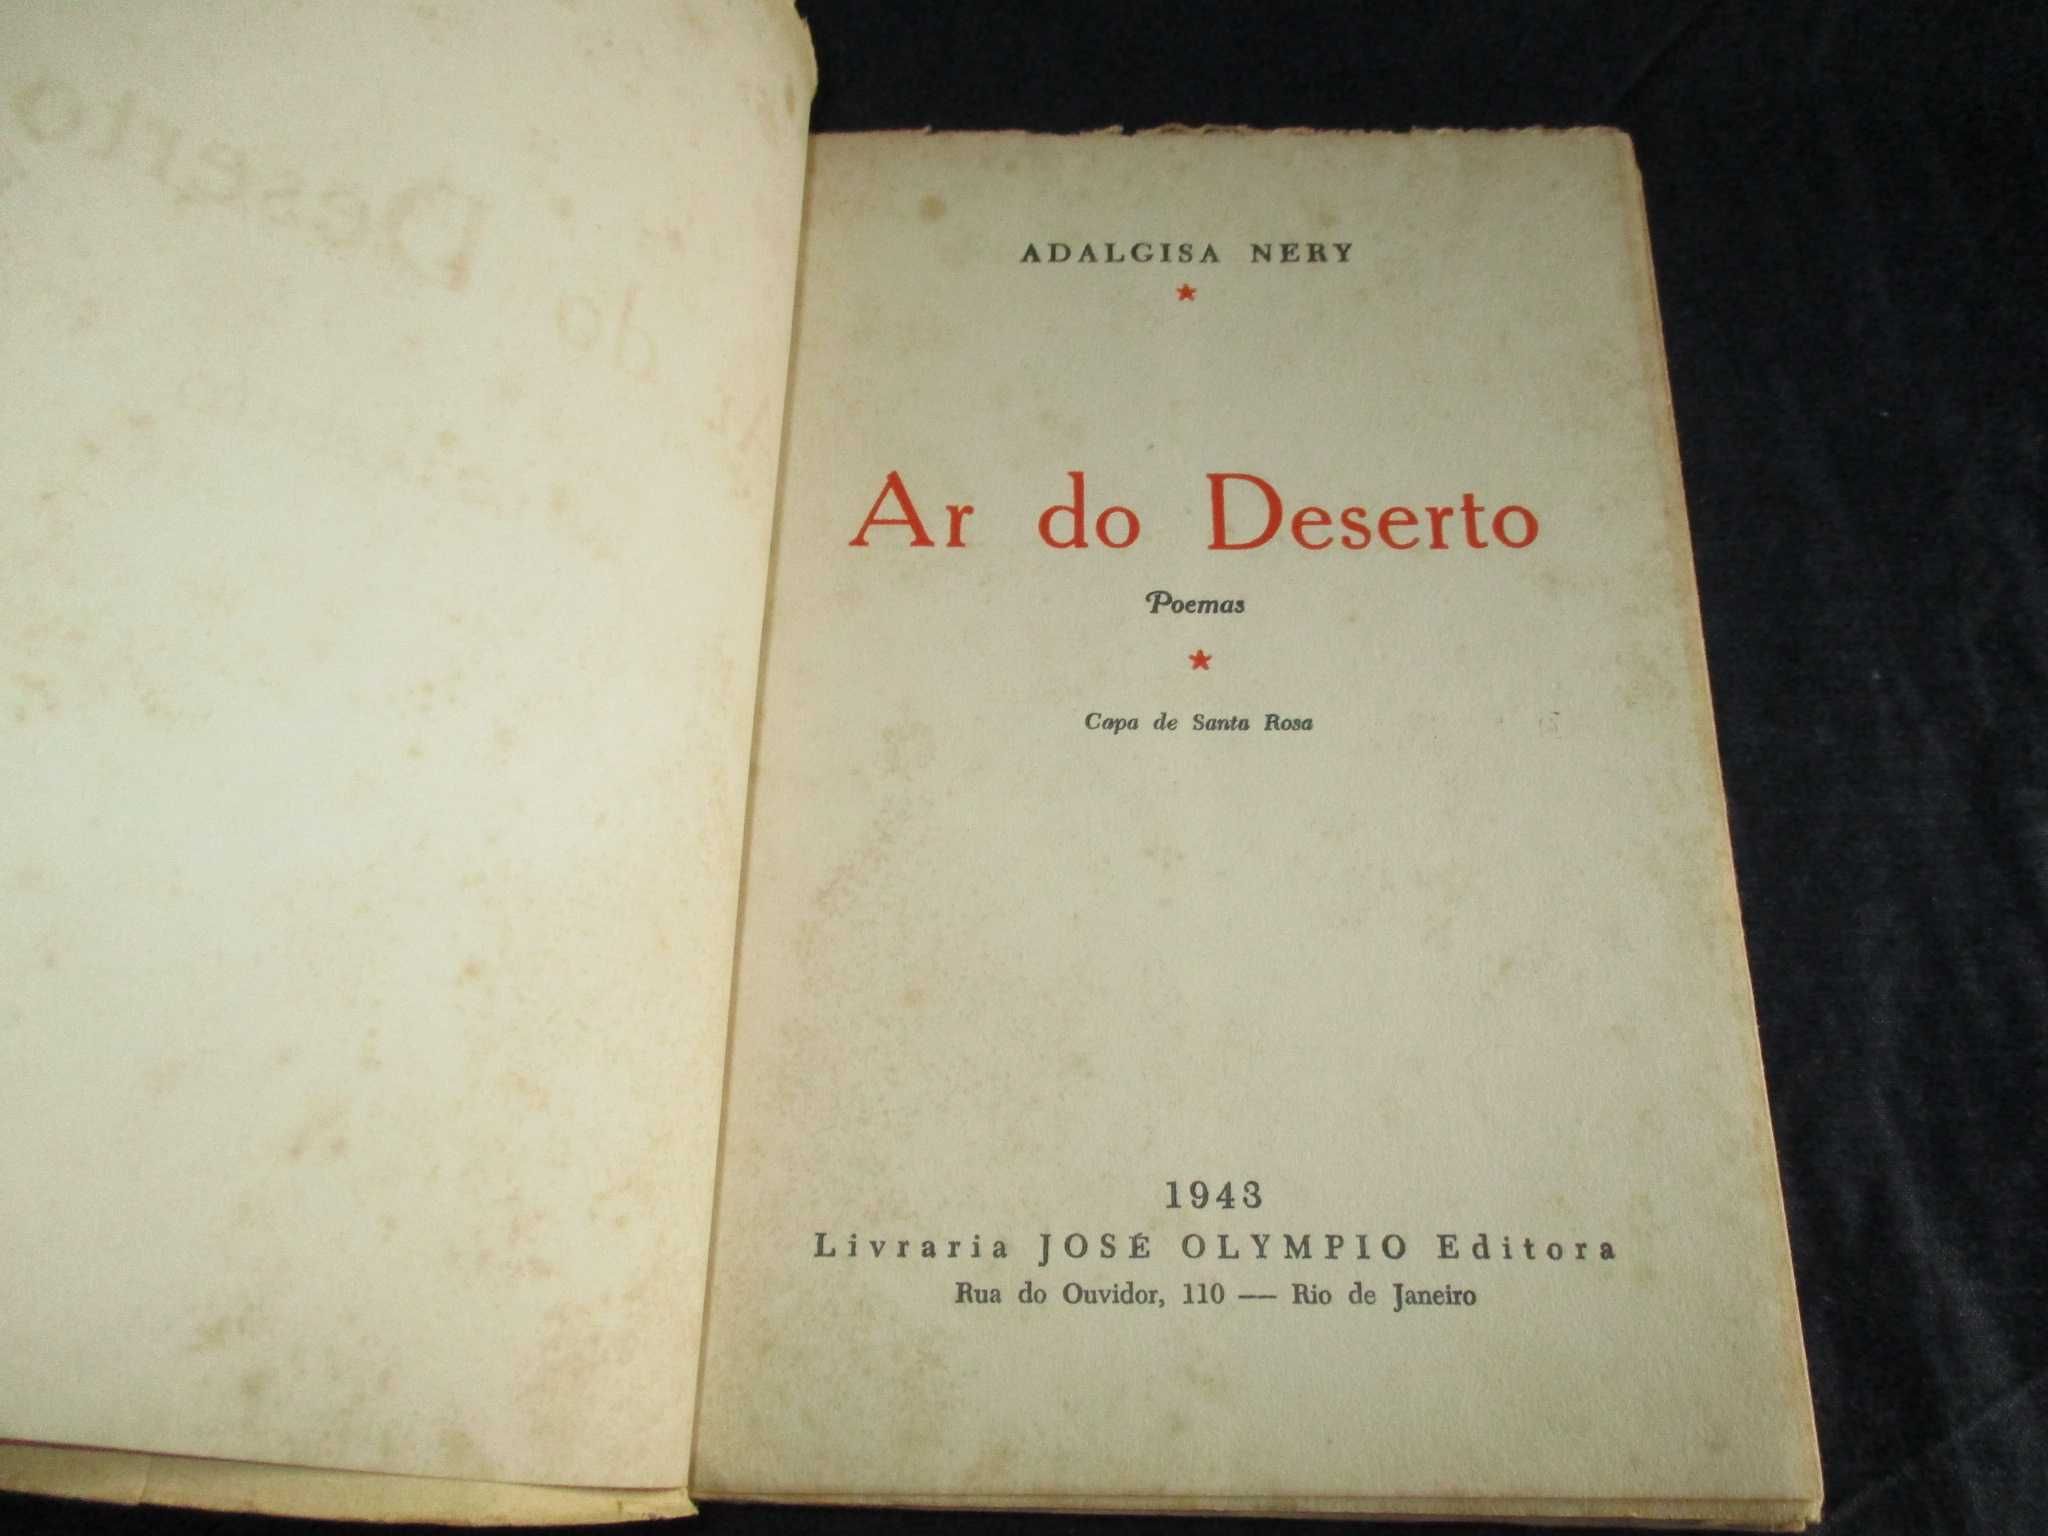 ADALGISA NERY
Ar do Deserto
Poemas
Capa de Santa Rosa
1943
Livraria JOSÉ OLYMPIO Editora
Rua do Ouvidor, 110 — Rio de Janeiro